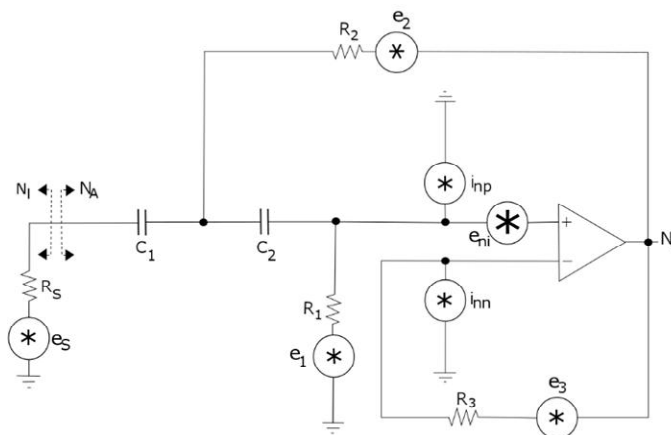 e2
R2
NI
NA
inp
C1
C2
eni
+
N
−
RS
R1
inn
eS
e1
e3
R3